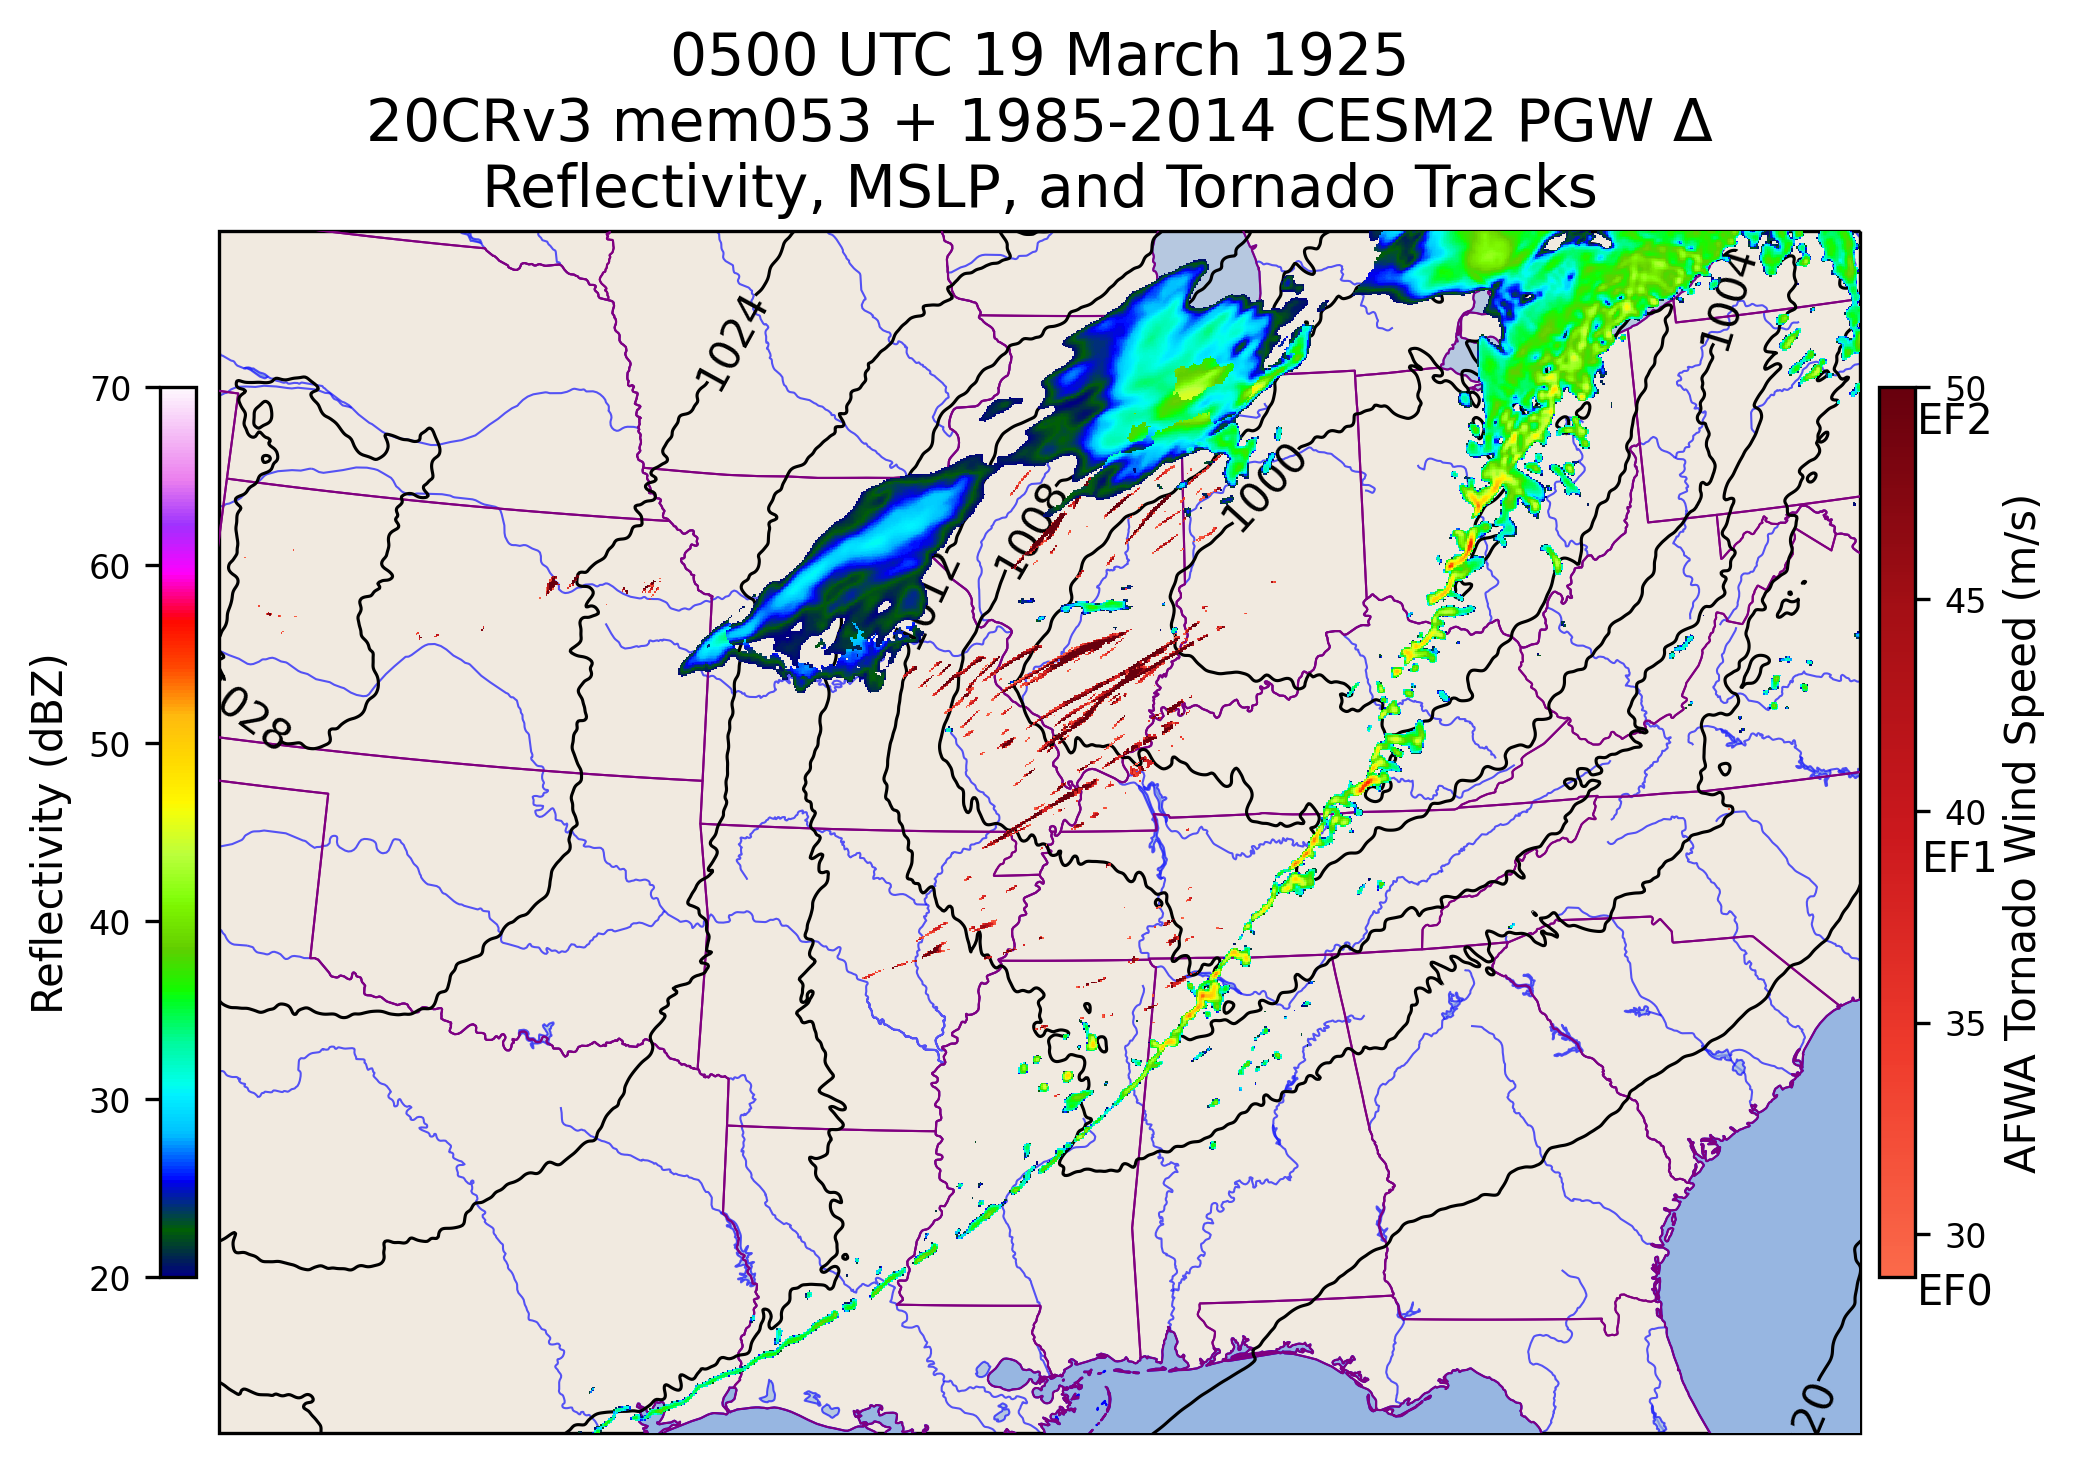 0500 UTC 19 March 1925
20CRv3 mem053 + 1985-2014 CESM2 PGW Δ
Reflectivity, MSLP, and Tornado Tracks
Reflectivity (dBZ)
70
60
50
40
30
20
1024
1004
1000
1008
1012
1028
20
50
EF2
45
40
EF1
35
30
EF0
AFWA Tornado Wind Speed (m/s)